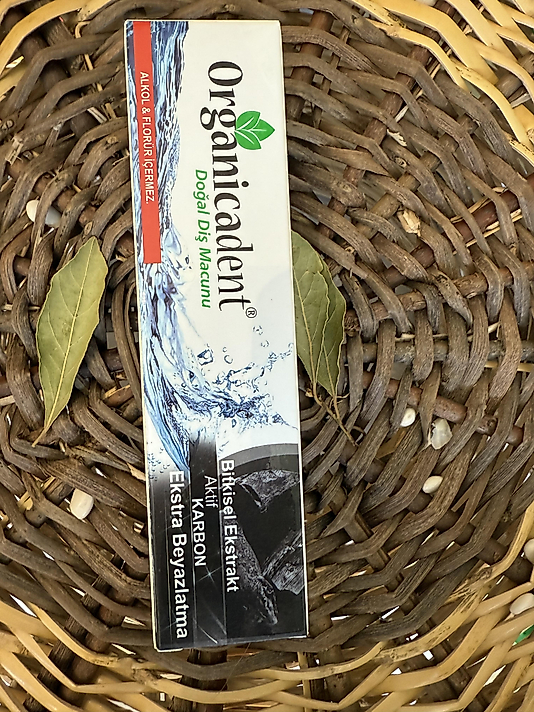 ALKOL & FLORÜR İÇERMEZ.
Organicadent®
Doğal Diş Macunu
Bitkisel Ekstrakt
Aktif
KARBON
Ekstra Beyazlatma